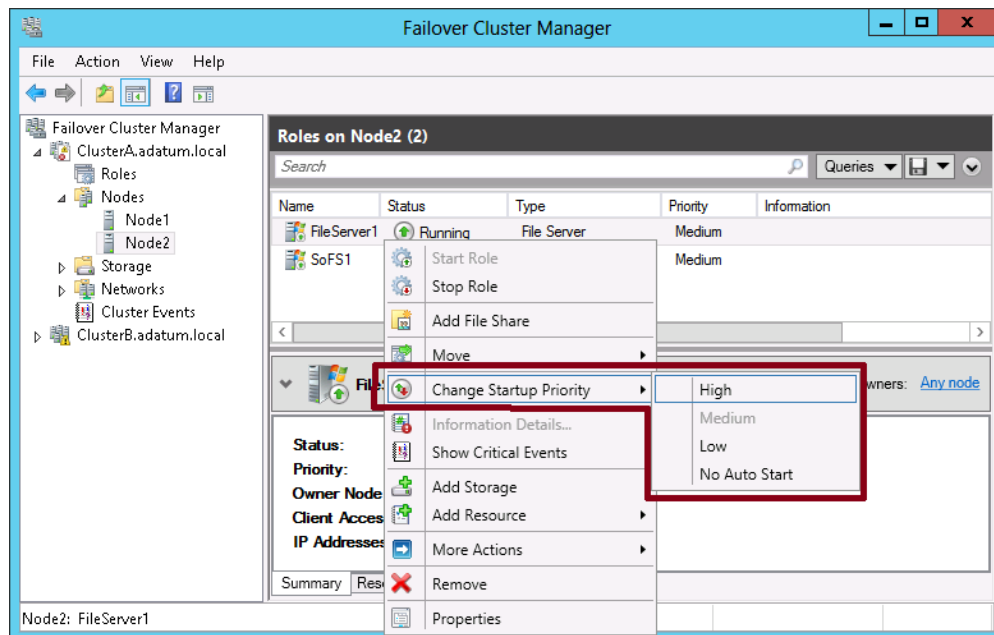 Failover Cluster Manager
File Action View Help
Failover Cluster Manager
ClusterA.adatum.local
Roles
Nodes
Node1
Node2
Storage
Networks
Cluster Events
ClusterB.adatum.local
Roles on Node2 (2)
Search
Queries
Name Status Type Priority Information
FileServer1 Running File Server Medium
SoFS1 Medium
Start Role
Stop Role
Add File Share
Move
Change Startup Priority
Information Details...
Show Critical Events
Add Storage
Add Resource
More Actions
Remove
Properties
High
Medium
Low
No Auto Start
Any node
Status:
Priority:
Owner Node
Client Acces
IP Addresses
Summary
Node2: FileServer1